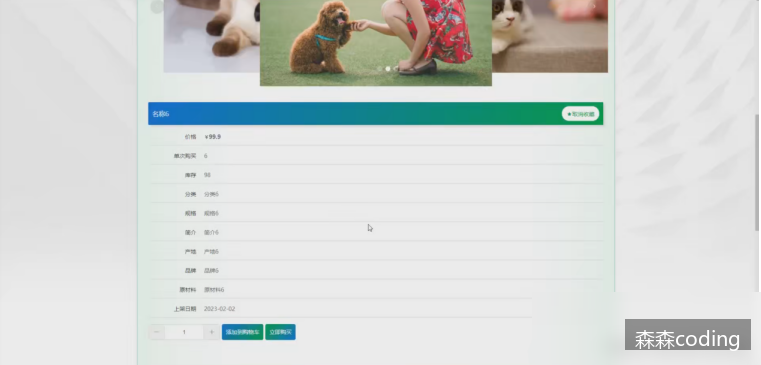 名称6
取消收藏
价格 ￥99.9
单次购买 6
库存 98
分类 分类6
规格 规格6
简介 简介6
产地 产地6
品牌 品牌6
原材料 原材料6
上架日期 2023-02-02
− 1 + 添加到购物车 立即购买
森森coding